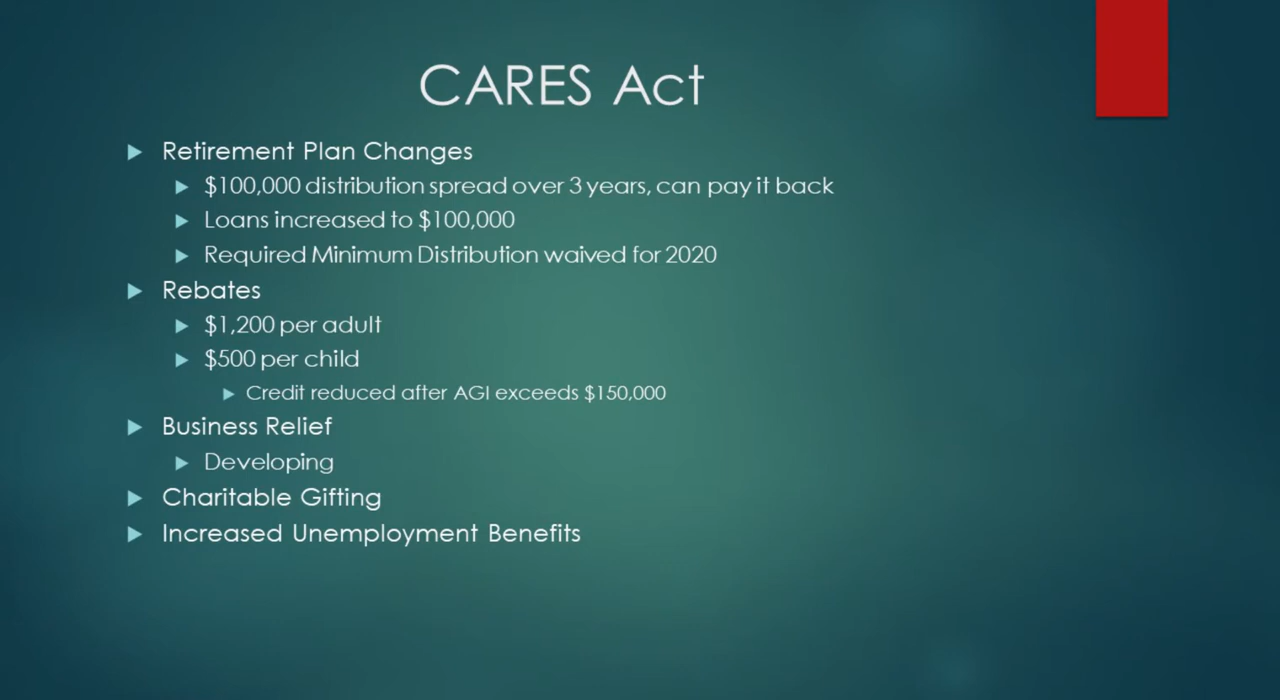 CARES Act
Retirement Plan Changes
$100,000 distribution spread over 3 years, can pay it back
Loans increased to $100,000
Required Minimum Distribution waived for 2020
Rebates
$1,200 per adult
$500 per child
Credit reduced after AGI exceeds $150,000
Business Relief
Developing
Charitable Gifting
Increased Unemployment Benefits